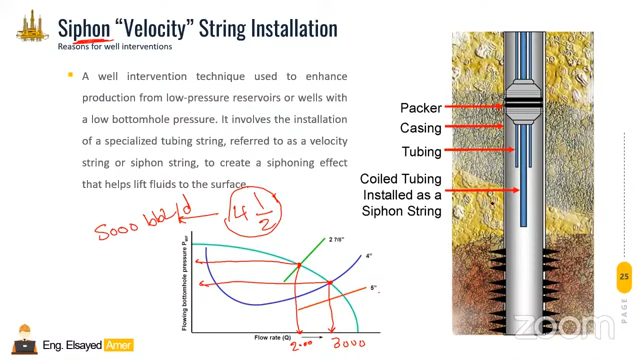 Siphon “Velocity” String Installation
Reasons for well interventions
A well intervention technique used to enhance
production from low-pressure reservoirs or wells with
a low bottomhole pressure. It involves the installation
of a specialized tubing string, referred to as a velocity
string or siphon string, to create a siphoning effect
that helps lift fluids to the surface.
5000 bbl/d
4 1/2
Packer
Casing
Tubing
Coiled Tubing
Installed as a
Siphon String
2 7/8"
4"
5"
Flowing bottomhole pressure Pwf
Flow rate (Q)
2000
3000
25
PAGE
zoom
Eng. Elsayed Amer